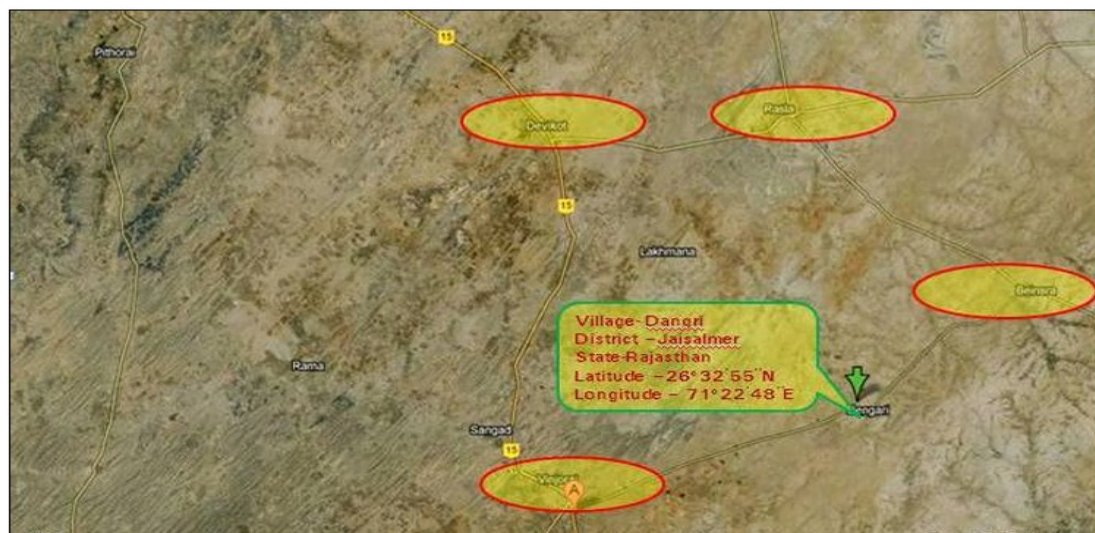 15
Pithorai
Rasla
Devikot
15
Lakhmana
Beinsra
Village-Dangri
District –Jaisalmer
State-Rajasthan
Latitude –26°32'55"N
Longitude – 71°22'48"E
Rama
Sangad
15
Vinjorai
A